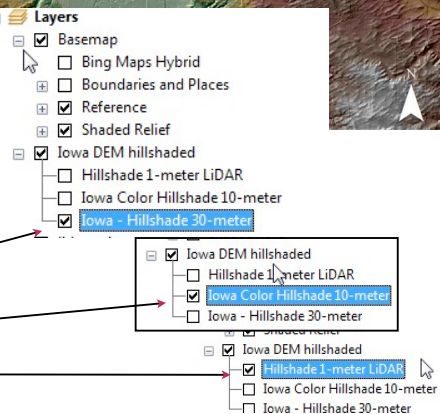 Layers
Basemap
Bing Maps Hybrid
Boundaries and Places
Reference
Shaded Relief
Iowa DEM hillshaded
Hillshade 1-meter LiDAR
Iowa Color Hillshade 10-meter
Iowa - Hillshade 30-meter
Iowa DEM hillshaded
Hillshade 1-meter LiDAR
Iowa Color Hillshade 10-meter
Iowa - Hillshade 30-meter
Shaded Relief
Iowa DEM hillshaded
Hillshade 1-meter LiDAR
Iowa Color Hillshade 10-meter
Iowa - Hillshade 30-meter
N